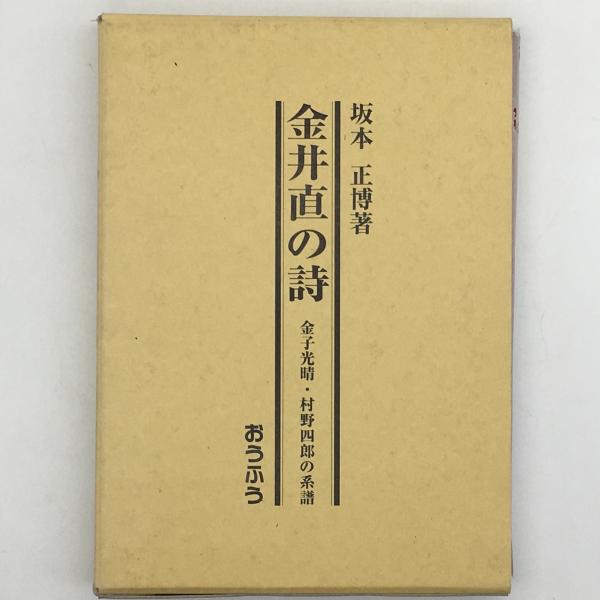 坂本 正博著
金井直の詩
金子光晴・村野四郎の系譜
おうふう